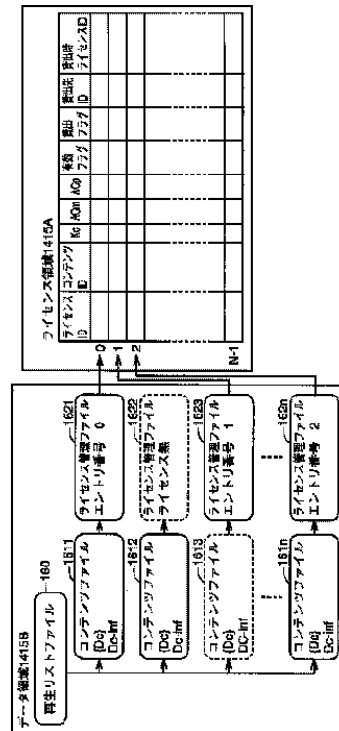 データ領域1415B
160
再生リストファイル
1611
コンテンツファイル
{Dc}
Dc-inf
1612
コンテンツファイル
{Dc}
Dc-inf
1613
コンテンツファイル
{Dc}
DC-inf
161n
コンテンツファイル
{Dc}
Dc-inf
1621
ライセンス管理ファイル
エントリ番号 0
1622
ライセンス管理ファイル
ライセンス無
1623
ライセンス管理ファイル
エントリ番号 1
162n
ライセンス管理ファイル
エントリ番号 2
ライセンス領域1415A
ライセンス
ID
コンテンツ
ID
Kc
ACm
ACp
有効
フラグ
貸出
フラグ
貸出先
ID
貸出時
ライセンスID
0
1
2
N-1